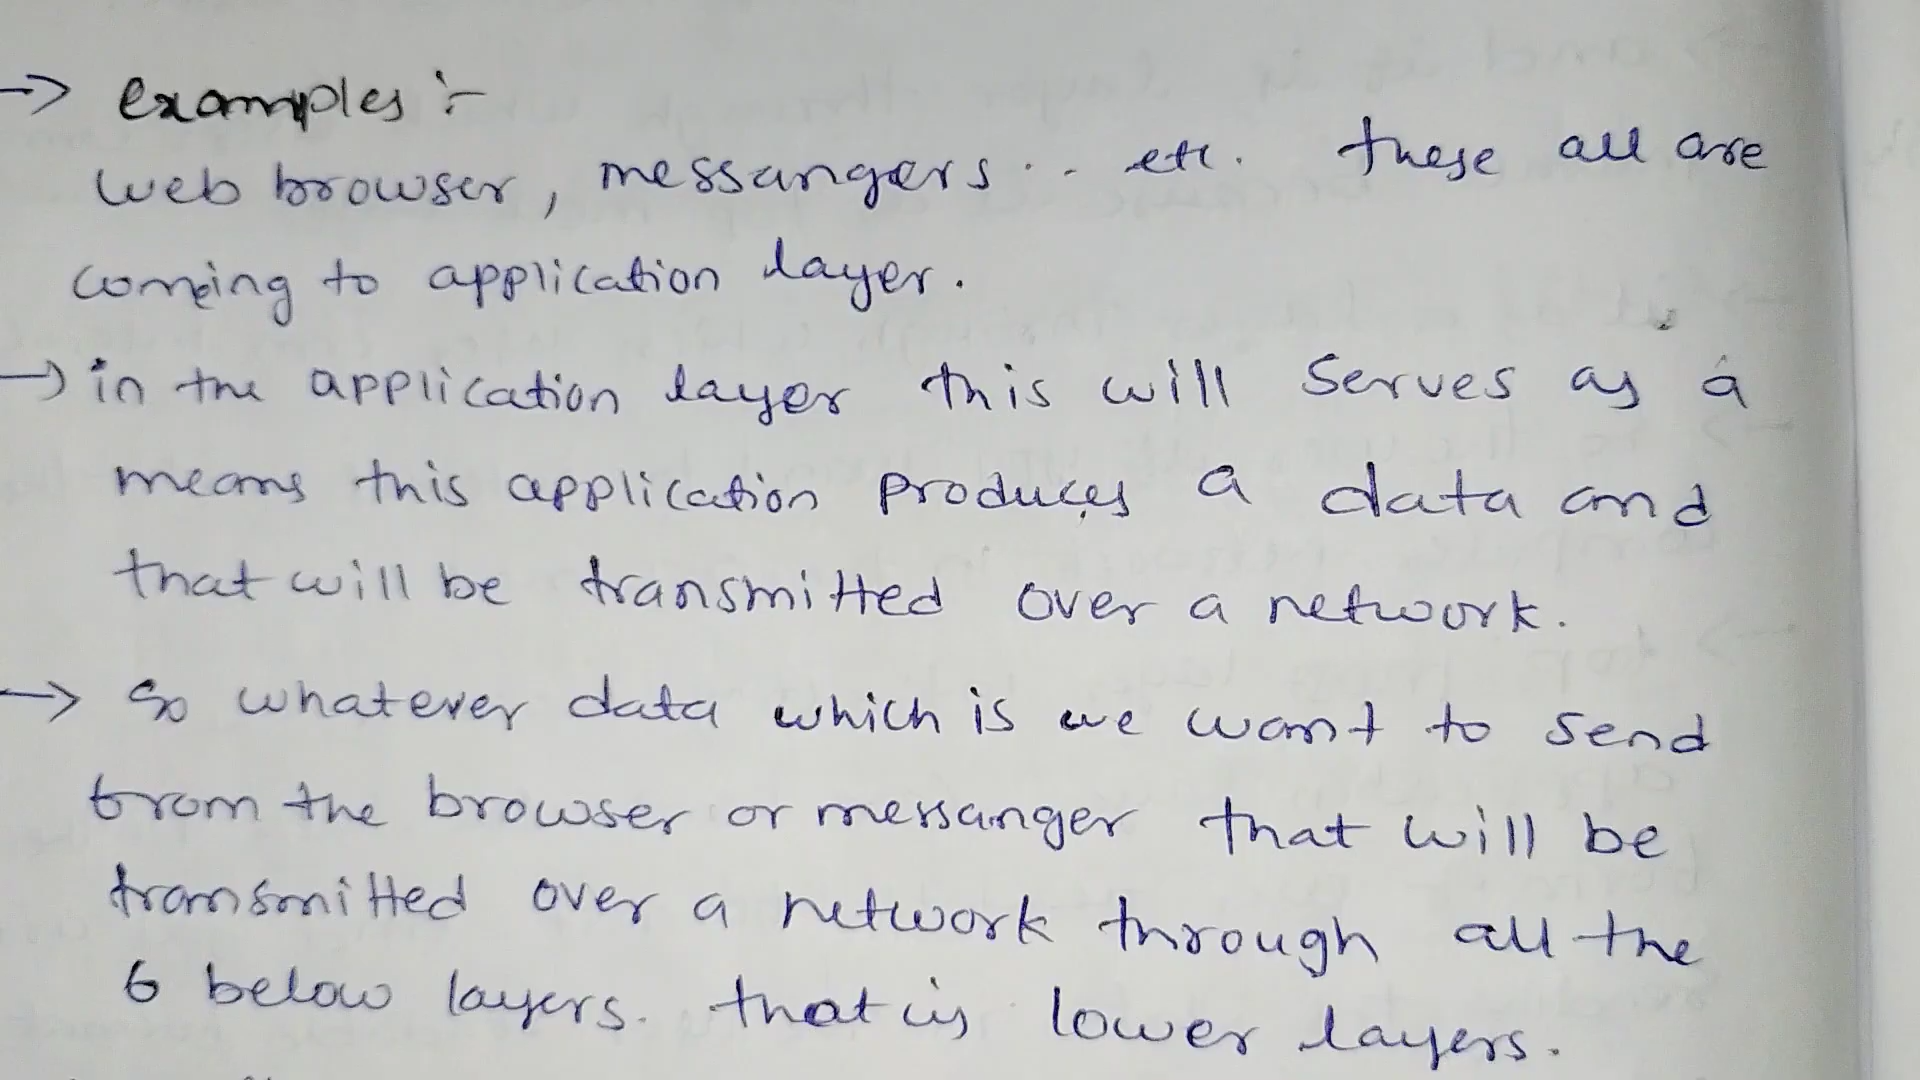 → examples :-
web browser, messangers .. etc. these all are
coming to application layer.
→ in the application layer this will serves as a
means this application produces a data and
that will be transmitted over a network.
→ So whatever data which is we want to send
from the browser or messanger that will be
transmitted over a network through all the
6 below layers. that is lower layers.